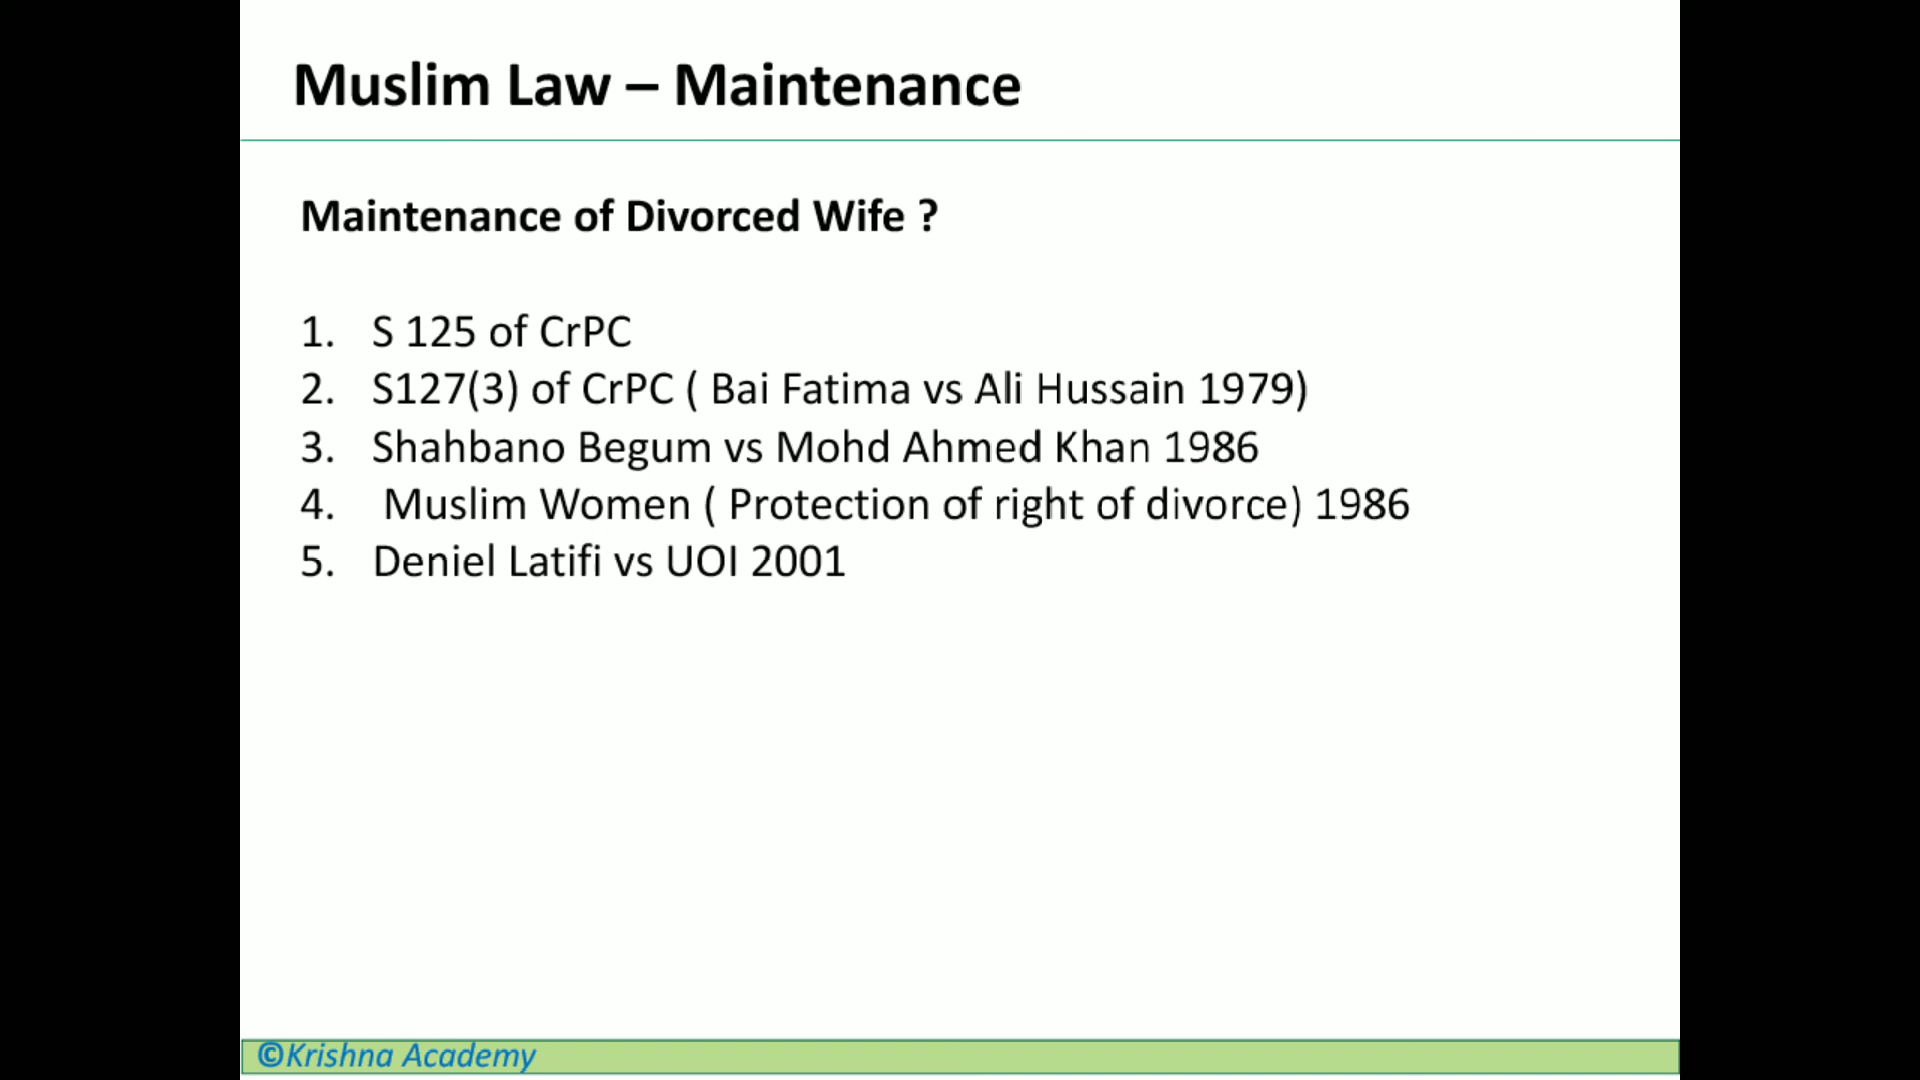 Muslim Law – Maintenance
Maintenance of Divorced Wife ?
1. S 125 of CrPC
2. S127(3) of CrPC ( Bai Fatima vs Ali Hussain 1979)
3. Shahbano Begum vs Mohd Ahmed Khan 1986
4. Muslim Women ( Protection of right of divorce) 1986
5. Deniel Latifi vs UOI 2001
©Krishna Academy